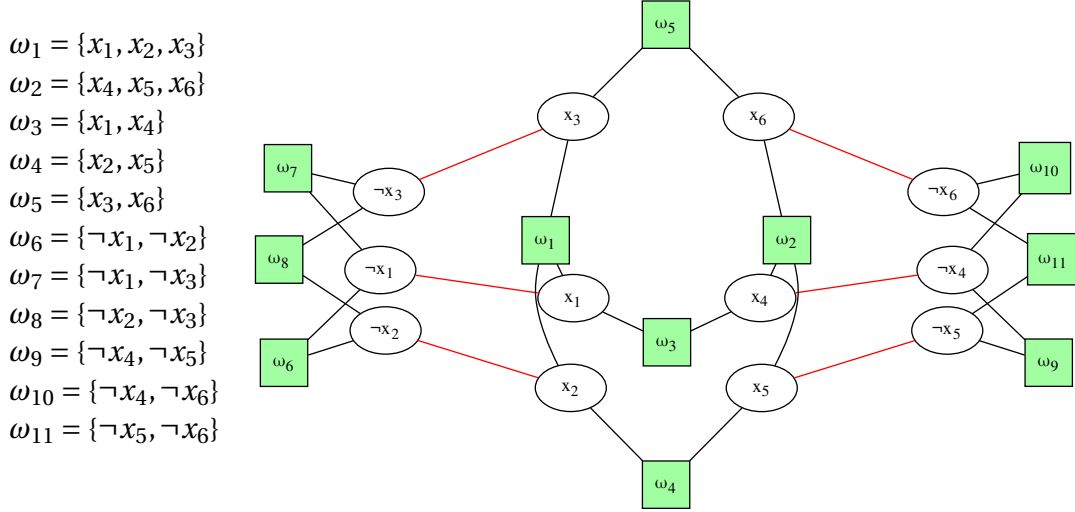 ω₁ = {x₁, x₂, x₃}
ω₂ = {x₄, x₅, x₆}
ω₃ = {x₁, x₄}
ω₄ = {x₂, x₅}
ω₅ = {x₃, x₆}
ω₆ = {¬x₁, ¬x₂}
ω₇ = {¬x₁, ¬x₃}
ω₈ = {¬x₂, ¬x₃}
ω₉ = {¬x₄, ¬x₅}
ω₁₀ = {¬x₄, ¬x₆}
ω₁₁ = {¬x₅, ¬x₆}
ω₅
x₃
x₆
ω₇
¬x₃
¬x₆
ω₁₀
ω₈
ω₁
ω₂
ω₁₁
¬x₁
x₁
x₄
¬x₄
¬x₂
ω₃
¬x₅
ω₆
x₂
x₅
ω₉
ω₄